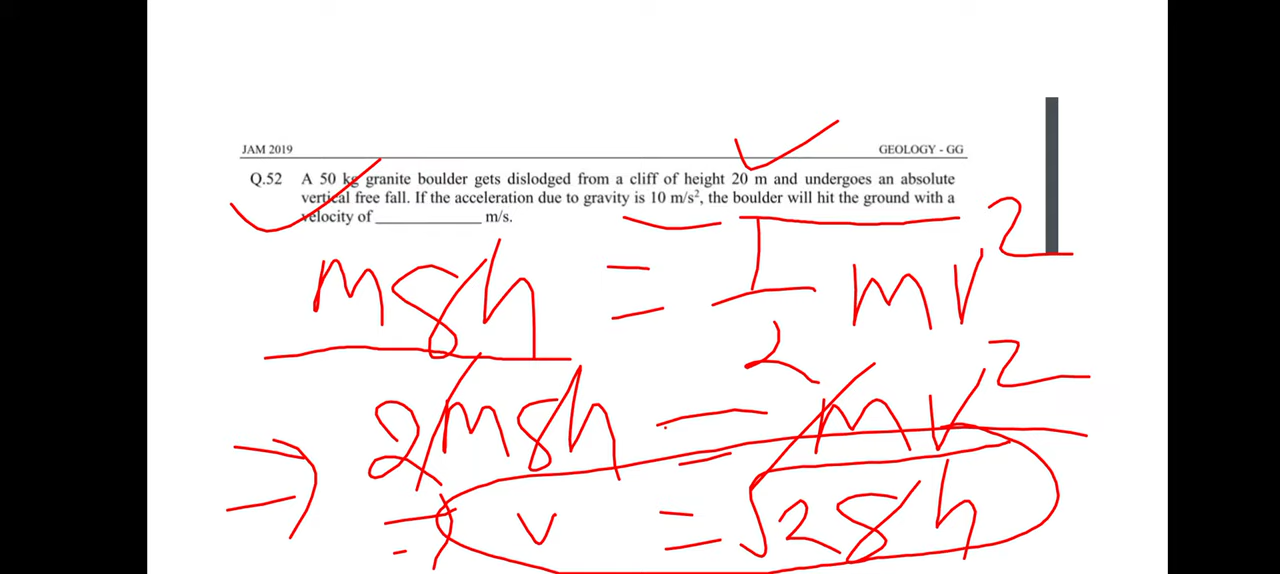 JAM 2019 GEOLOGY - GG
Q.52 A 50 kg granite boulder gets dislodged from a cliff of height 20 m and undergoes an absolute
vertical free fall. If the acceleration due to gravity is 10 m/s², the boulder will hit the ground with a
velocity of ____________ m/s.
mgh = 1/2 mv²
⇒ 2mgh = mv²
⇒ v = √2gh